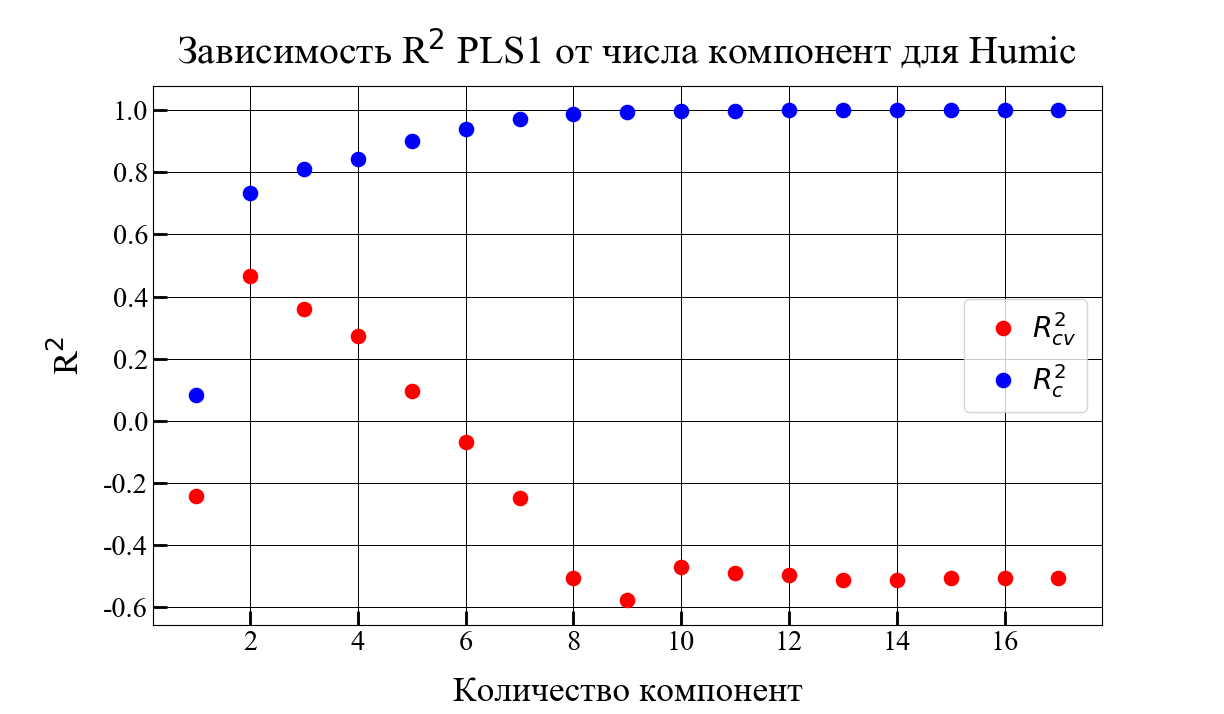 Зависимость R² PLS1 от числа компонент для Humic
1.0
0.8
0.6
0.4
0.2
0.0
-0.2
-0.4
-0.6
R²
R²cv
R²c
2 4 6 8 10 12 14 16
Количество компонент